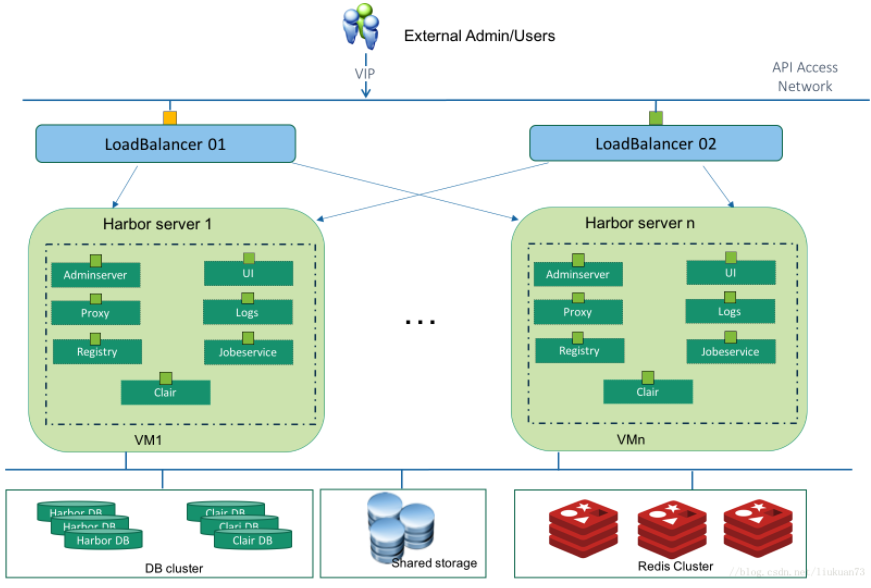 External Admin/Users
VIP
API Access
Network
LoadBalancer 01
LoadBalancer 02
Harbor server 1
Adminserver
UI
Proxy
Logs
Registry
Jobeservice
Clair
VM1
...
Harbor server n
Adminserver
UI
Proxy
Logs
Registry
Jobeservice
Clair
VMn
Harbor DB
Harbor DB
Harbor DB
Clair DB
Clari DB
Clair DB
DB cluster
Shared storage
Redis Cluster
//blog.csdn.net/liukuan73